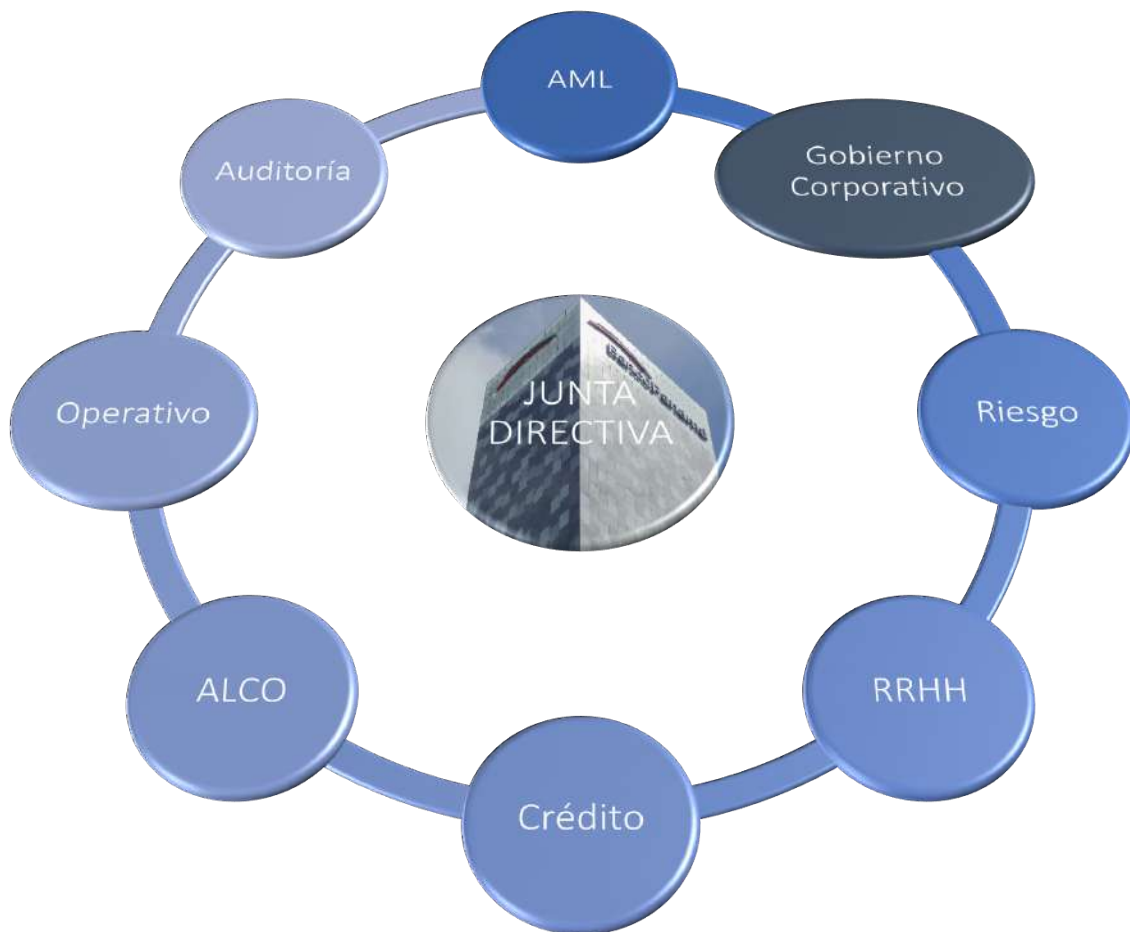 AML
Gobierno
Corporativo
Riesgo
RRHH
Crédito
ALCO
Operativo
Auditoría
JUNTA
DIRECTIVA